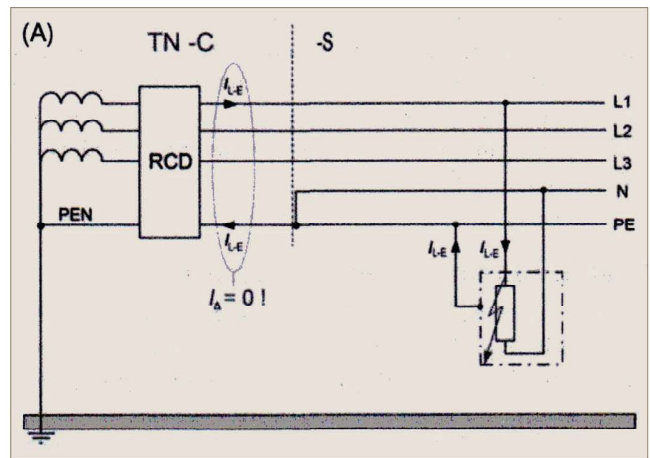 (A)
TN -C
-S
I_L-E
L1
L2
RCD
L3
N
PEN
PE
I_L-E
I_L-E
I_L-E
I_Δ = 0 !